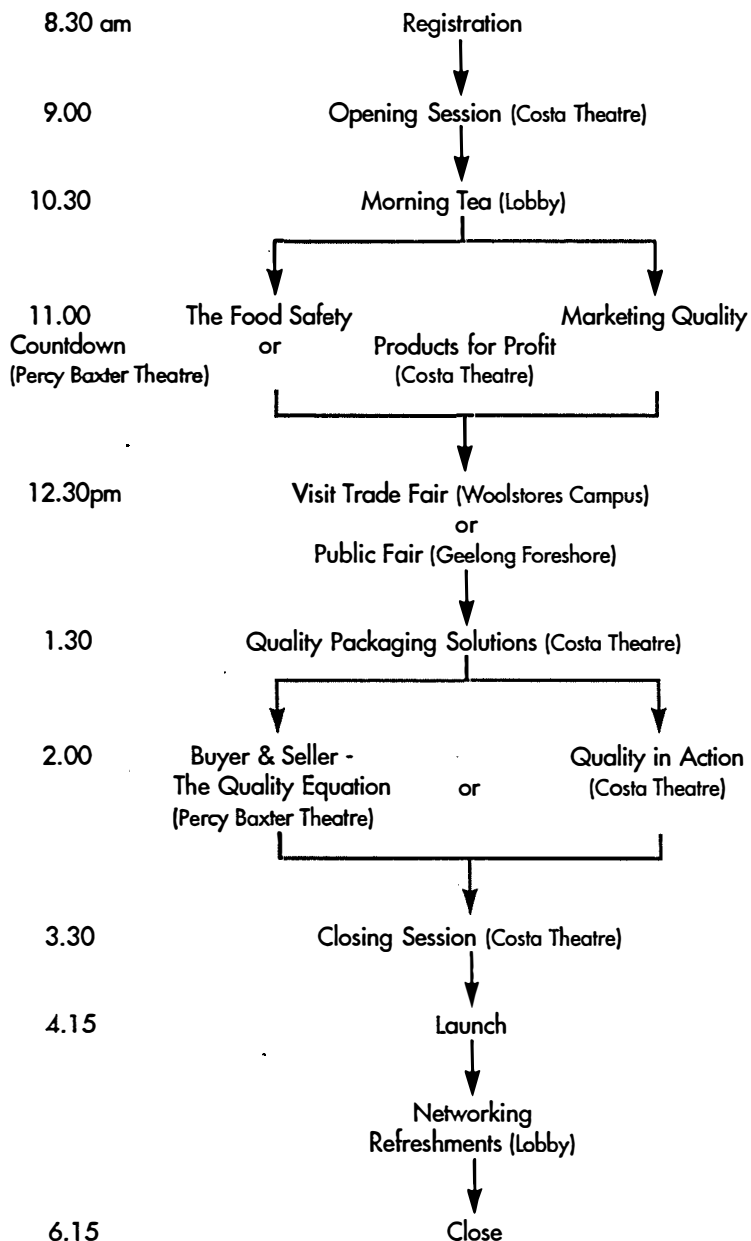 8.30 am Registration
9.00 Opening Session (Costa Theatre)
10.30 Morning Tea (Lobby)
11.00 The Food Safety Marketing Quality
Countdown or Products for Profit
(Percy Baxter Theatre) (Costa Theatre)
12.30pm Visit Trade Fair (Woolstores Campus)
or
Public Fair (Geelong Foreshore)
1.30 Quality Packaging Solutions (Costa Theatre)
2.00 Buyer & Seller - Quality in Action
The Quality Equation or (Costa Theatre)
(Percy Baxter Theatre)
3.30 Closing Session (Costa Theatre)
4.15 Launch
Networking
Refreshments (Lobby)
6.15 Close